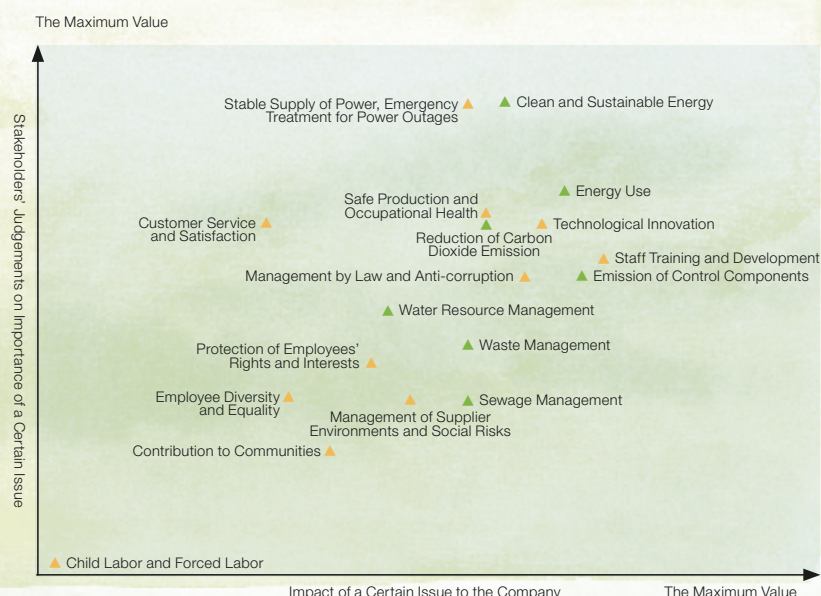 The Maximum Value
Stakeholders' Judgements on Importance of a Certain Issue
Stable Supply of Power, Emergency
Treatment for Power Outages
Clean and Sustainable Energy
Energy Use
Safe Production and
Occupational Health
Customer Service
and Satisfaction
Technological Innovation
Reduction of Carbon
Dioxide Emission
Staff Training and Development
Management by Law and Anti-corruption
Emission of Control Components
Water Resource Management
Waste Management
Protection of Employees'
Rights and Interests
Employee Diversity
and Equality
Sewage Management
Management of Supplier
Environments and Social Risks
Contribution to Communities
Child Labor and Forced Labor
Impact of a Certain Issue to the Company
The Maximum Value